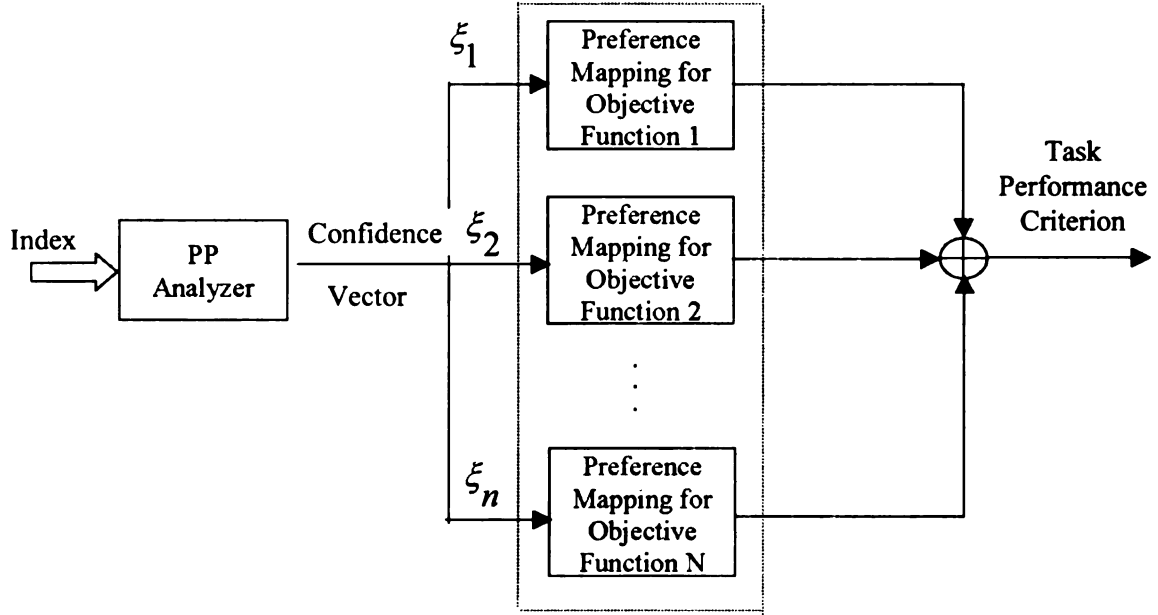 Index
PP
Analyzer
Confidence
Vector
ξ1
Preference
Mapping for
Objective
Function 1
ξ2
Preference
Mapping for
Objective
Function 2
ξn
Preference
Mapping for
Objective
Function N
Task
Performance
Criterion